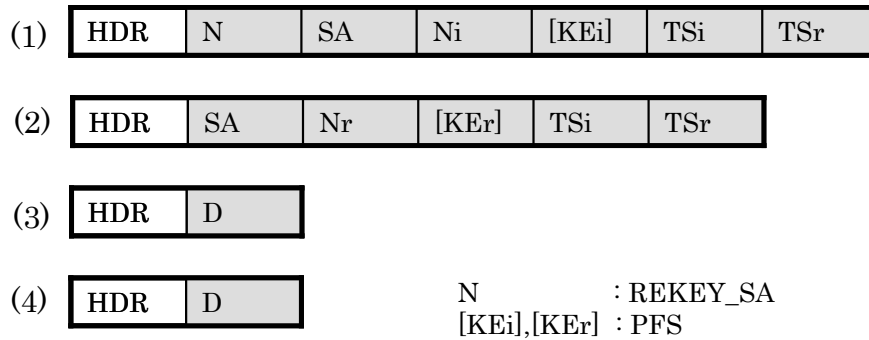 (1) HDR N SA Ni [KEi] TSi TSr
(2) HDR SA Nr [KEr] TSi TSr
(3) HDR D
(4) HDR D
N : REKEY_SA
[KEi],[KEr] : PFS